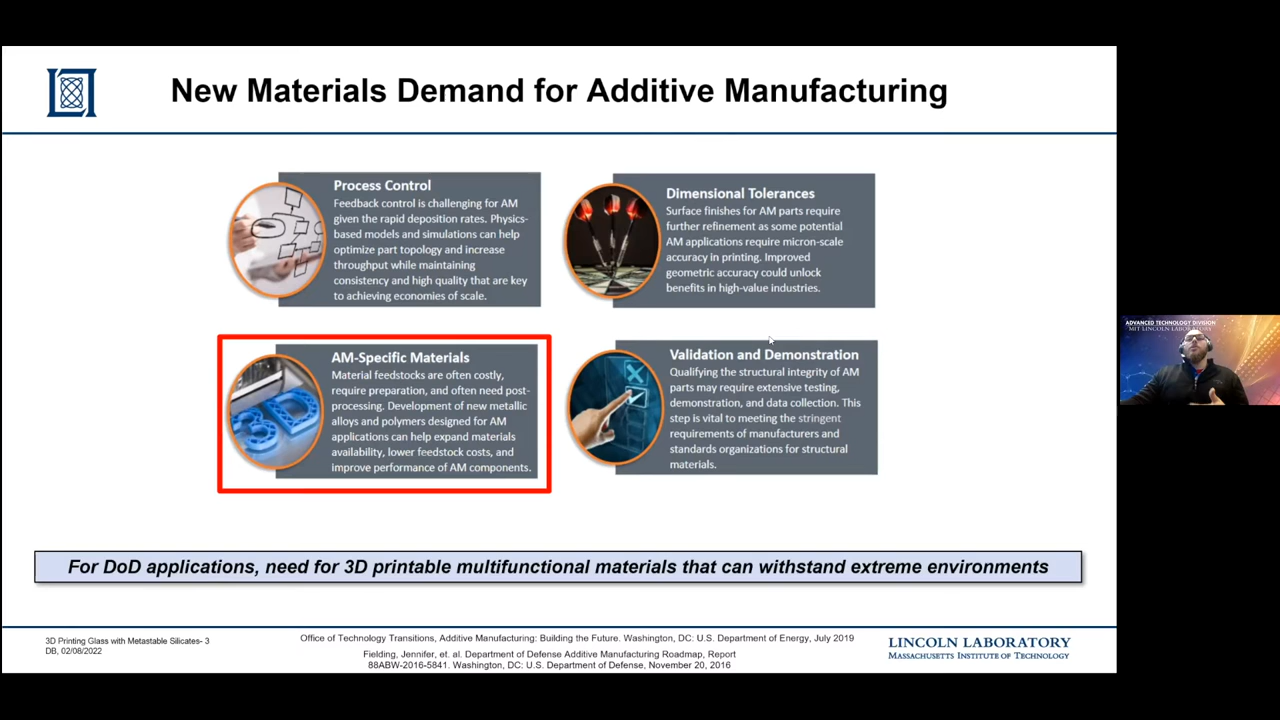 New Materials Demand for Additive Manufacturing
Process Control
Feedback control is challenging for AM
given the rapid deposition rates. Physics-
based models and simulations can help
optimize part topology and increase
throughput while maintaining
consistency and high quality that are key
to achieving economies of scale.
Dimensional Tolerances
Surface finishes for AM parts require
further refinement as some potential
AM applications require micron-scale
accuracy in printing. Improved
geometric accuracy could unlock
benefits in high-value industries.
AM-Specific Materials
Material feedstocks are often costly,
require preparation, and often need post-
processing. Development of new metallic
alloys and polymers designed for AM
applications can help expand materials
availability, lower feedstock costs, and
improve performance of AM components.
3D
Validation and Demonstration
Qualifying the structural integrity of AM
parts may require extensive testing,
demonstration, and data collection. This
step is vital to meeting the stringent
requirements of manufacturers and
standards organizations for structural
materials.
For DoD applications, need for 3D printable multifunctional materials that can withstand extreme environments
3D Printing Glass with Metastable Silicates- 3
DB, 02/08/2022
Office of Technology Transitions, Additive Manufacturing: Building the Future. Washington, DC: U.S. Department of Energy, July 2019
Fielding, Jennifer, et. al. Department of Defense Additive Manufacturing Roadmap, Report
88ABW-2016-5841. Washington, DC: U.S. Department of Defense, November 20, 2016
LINCOLN LABORATORY
MASSACHUSETTS INSTITUTE OF TECHNOLOGY
ADVANCED TECHNOLOGY DIVISION
MIT LINCOLN LABORATORY